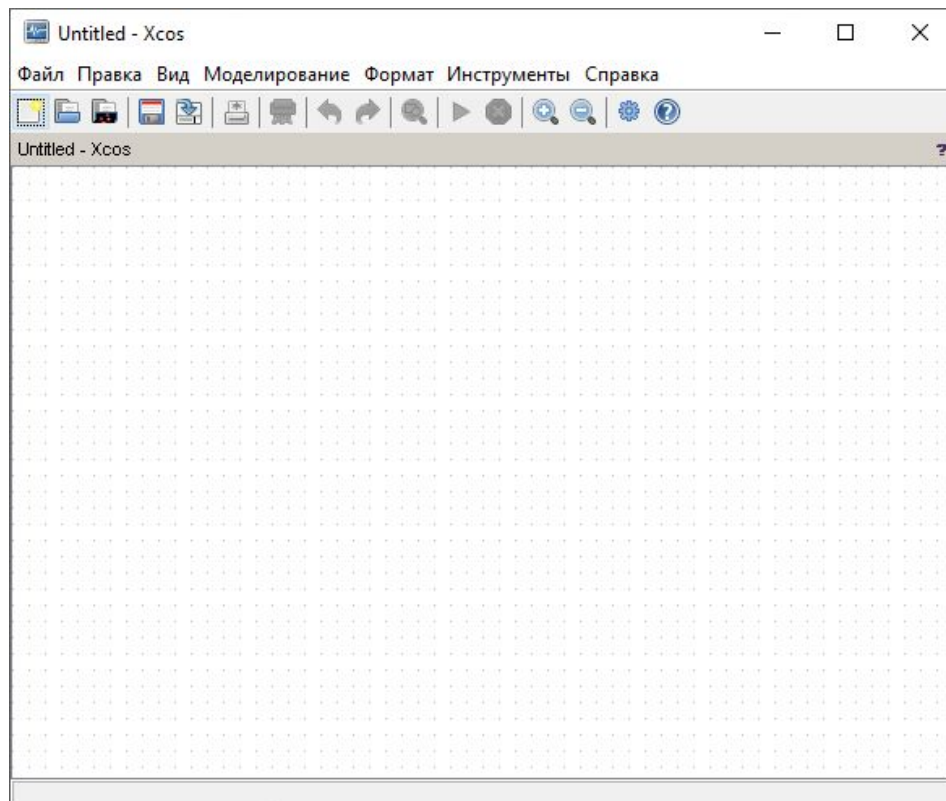 Untitled - Xcos
Файл Правка Вид Моделирование Формат Инструменты Справка
Untitled - Xcos ?